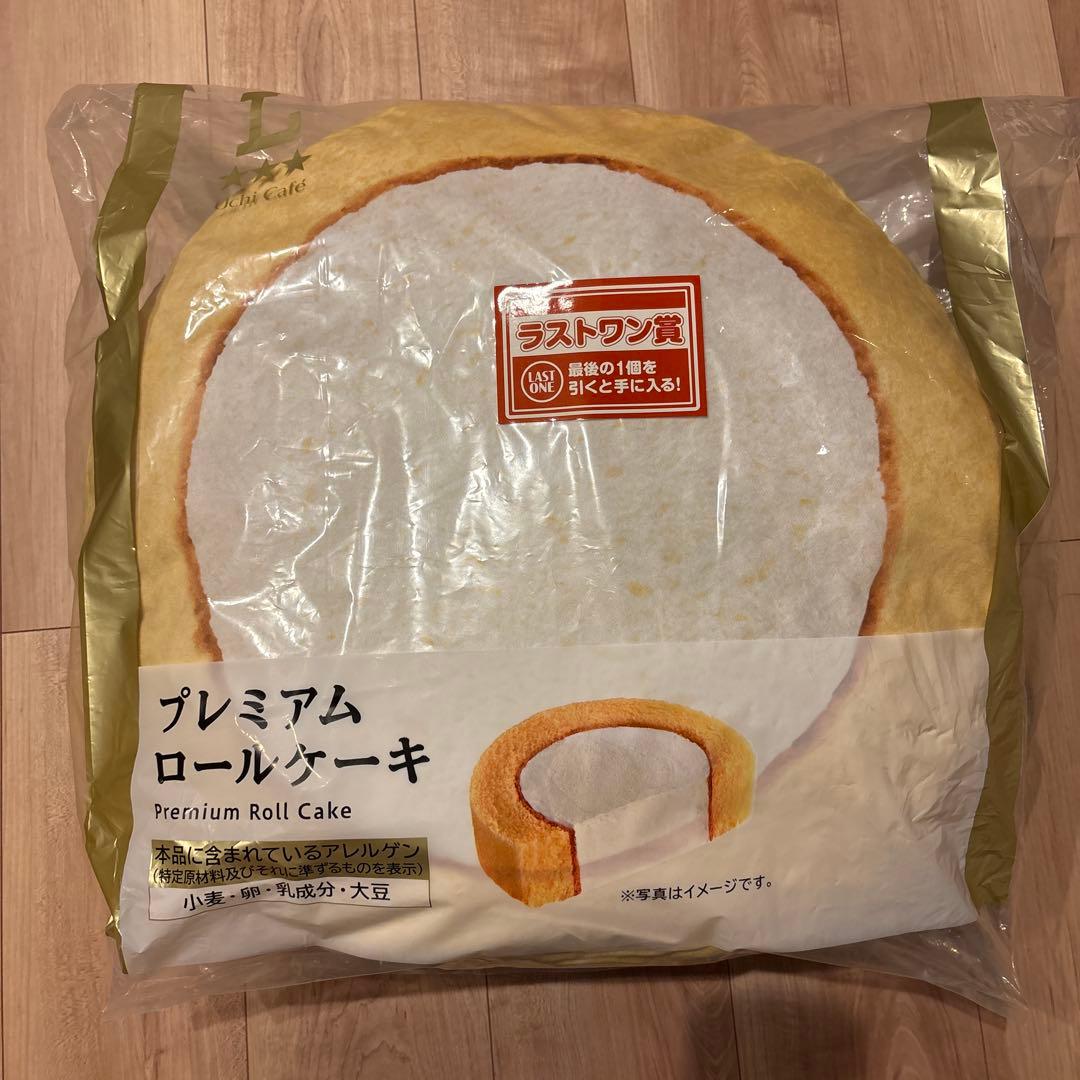 L
Uchi Café
ラストワン賞
LAST
ONE
最後の1個を
引くと手に入る!
プレミアム
ロールケーキ
Premium Roll Cake
本品に含まれているアレルゲン
(特定原材料及びそれに準ずるものを表示)
小麦・卵・乳成分・大豆
※写真はイメージです。